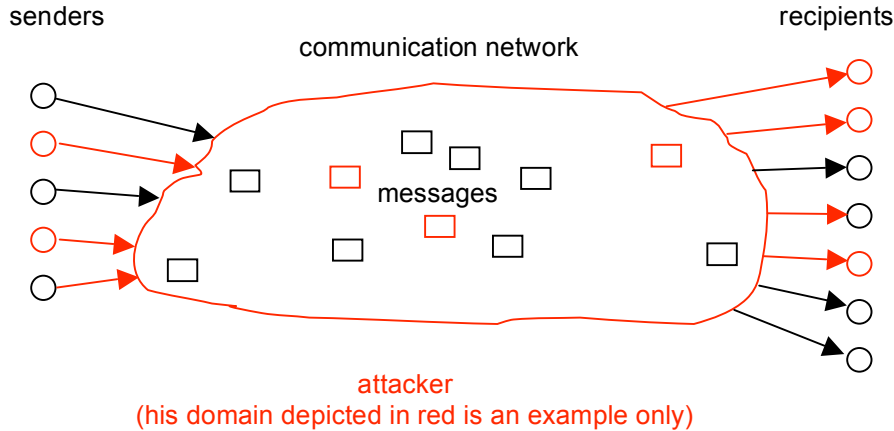 senders
recipients
communication network
messages
attacker
(his domain depicted in red is an example only)